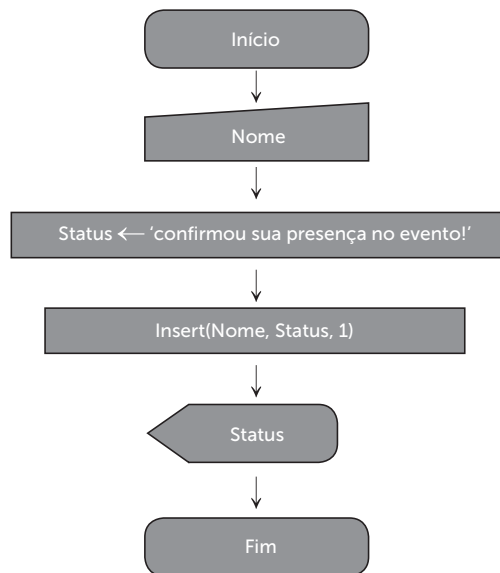 Início
Nome
Status ← ‘confirmou sua presença no evento!’
Insert(Nome, Status, 1)
Status
Fim